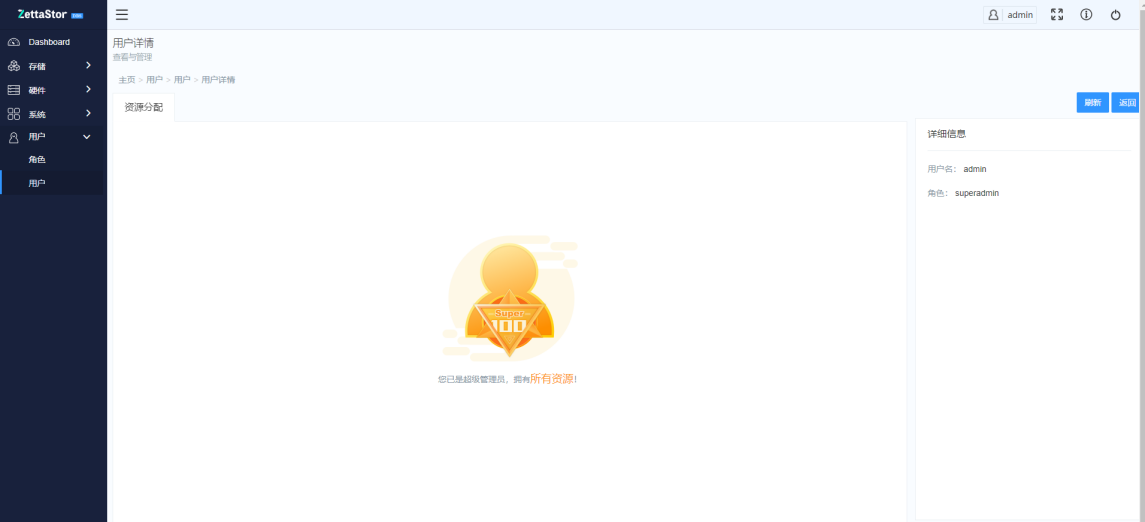 ZettaStor
admin
Dashboard
存储
硬件
系统
用户
角色
用户
用户详情
查看与管理
主页 > 用户 > 用户 > 用户详情
资源分配
刷新
返回
Super
100
您已是超级管理员，拥有所有资源!
详细信息
用户名： admin
角色： superadmin